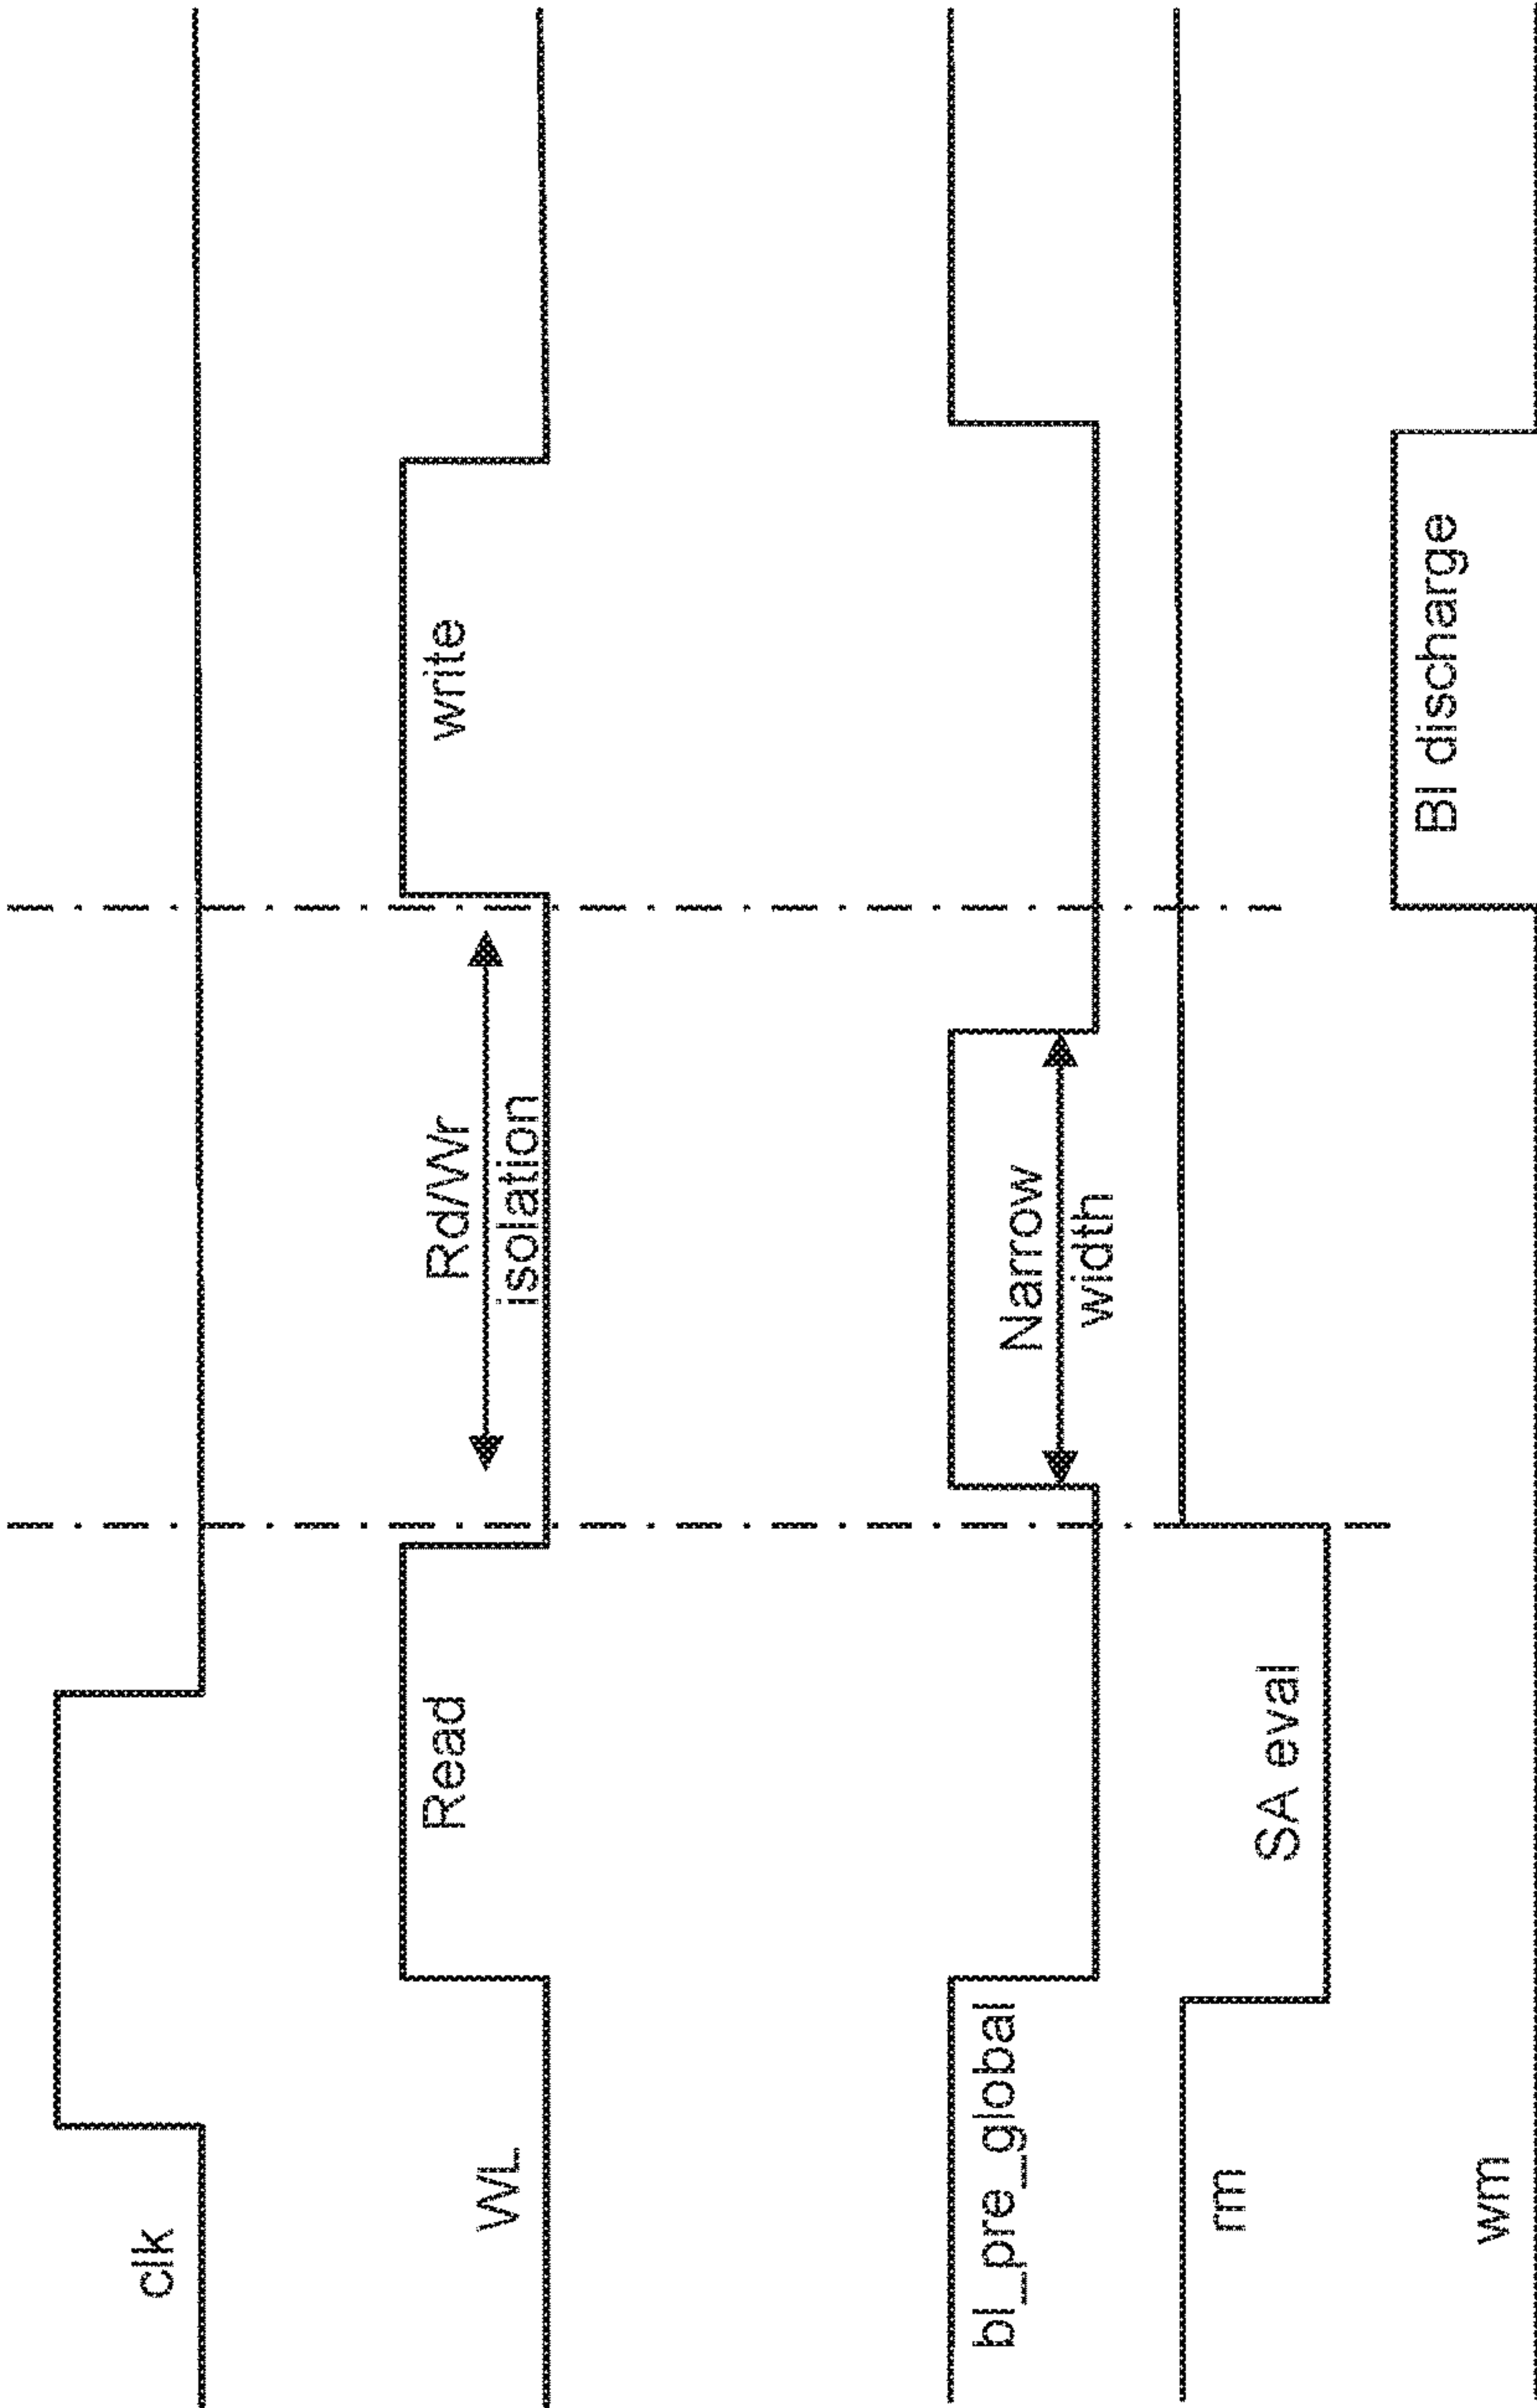 clk
WL
Read
Rd/Wr
isolation
write
bl_pre_global
Narrow
width
rm
SA eval
wm
Bl discharge